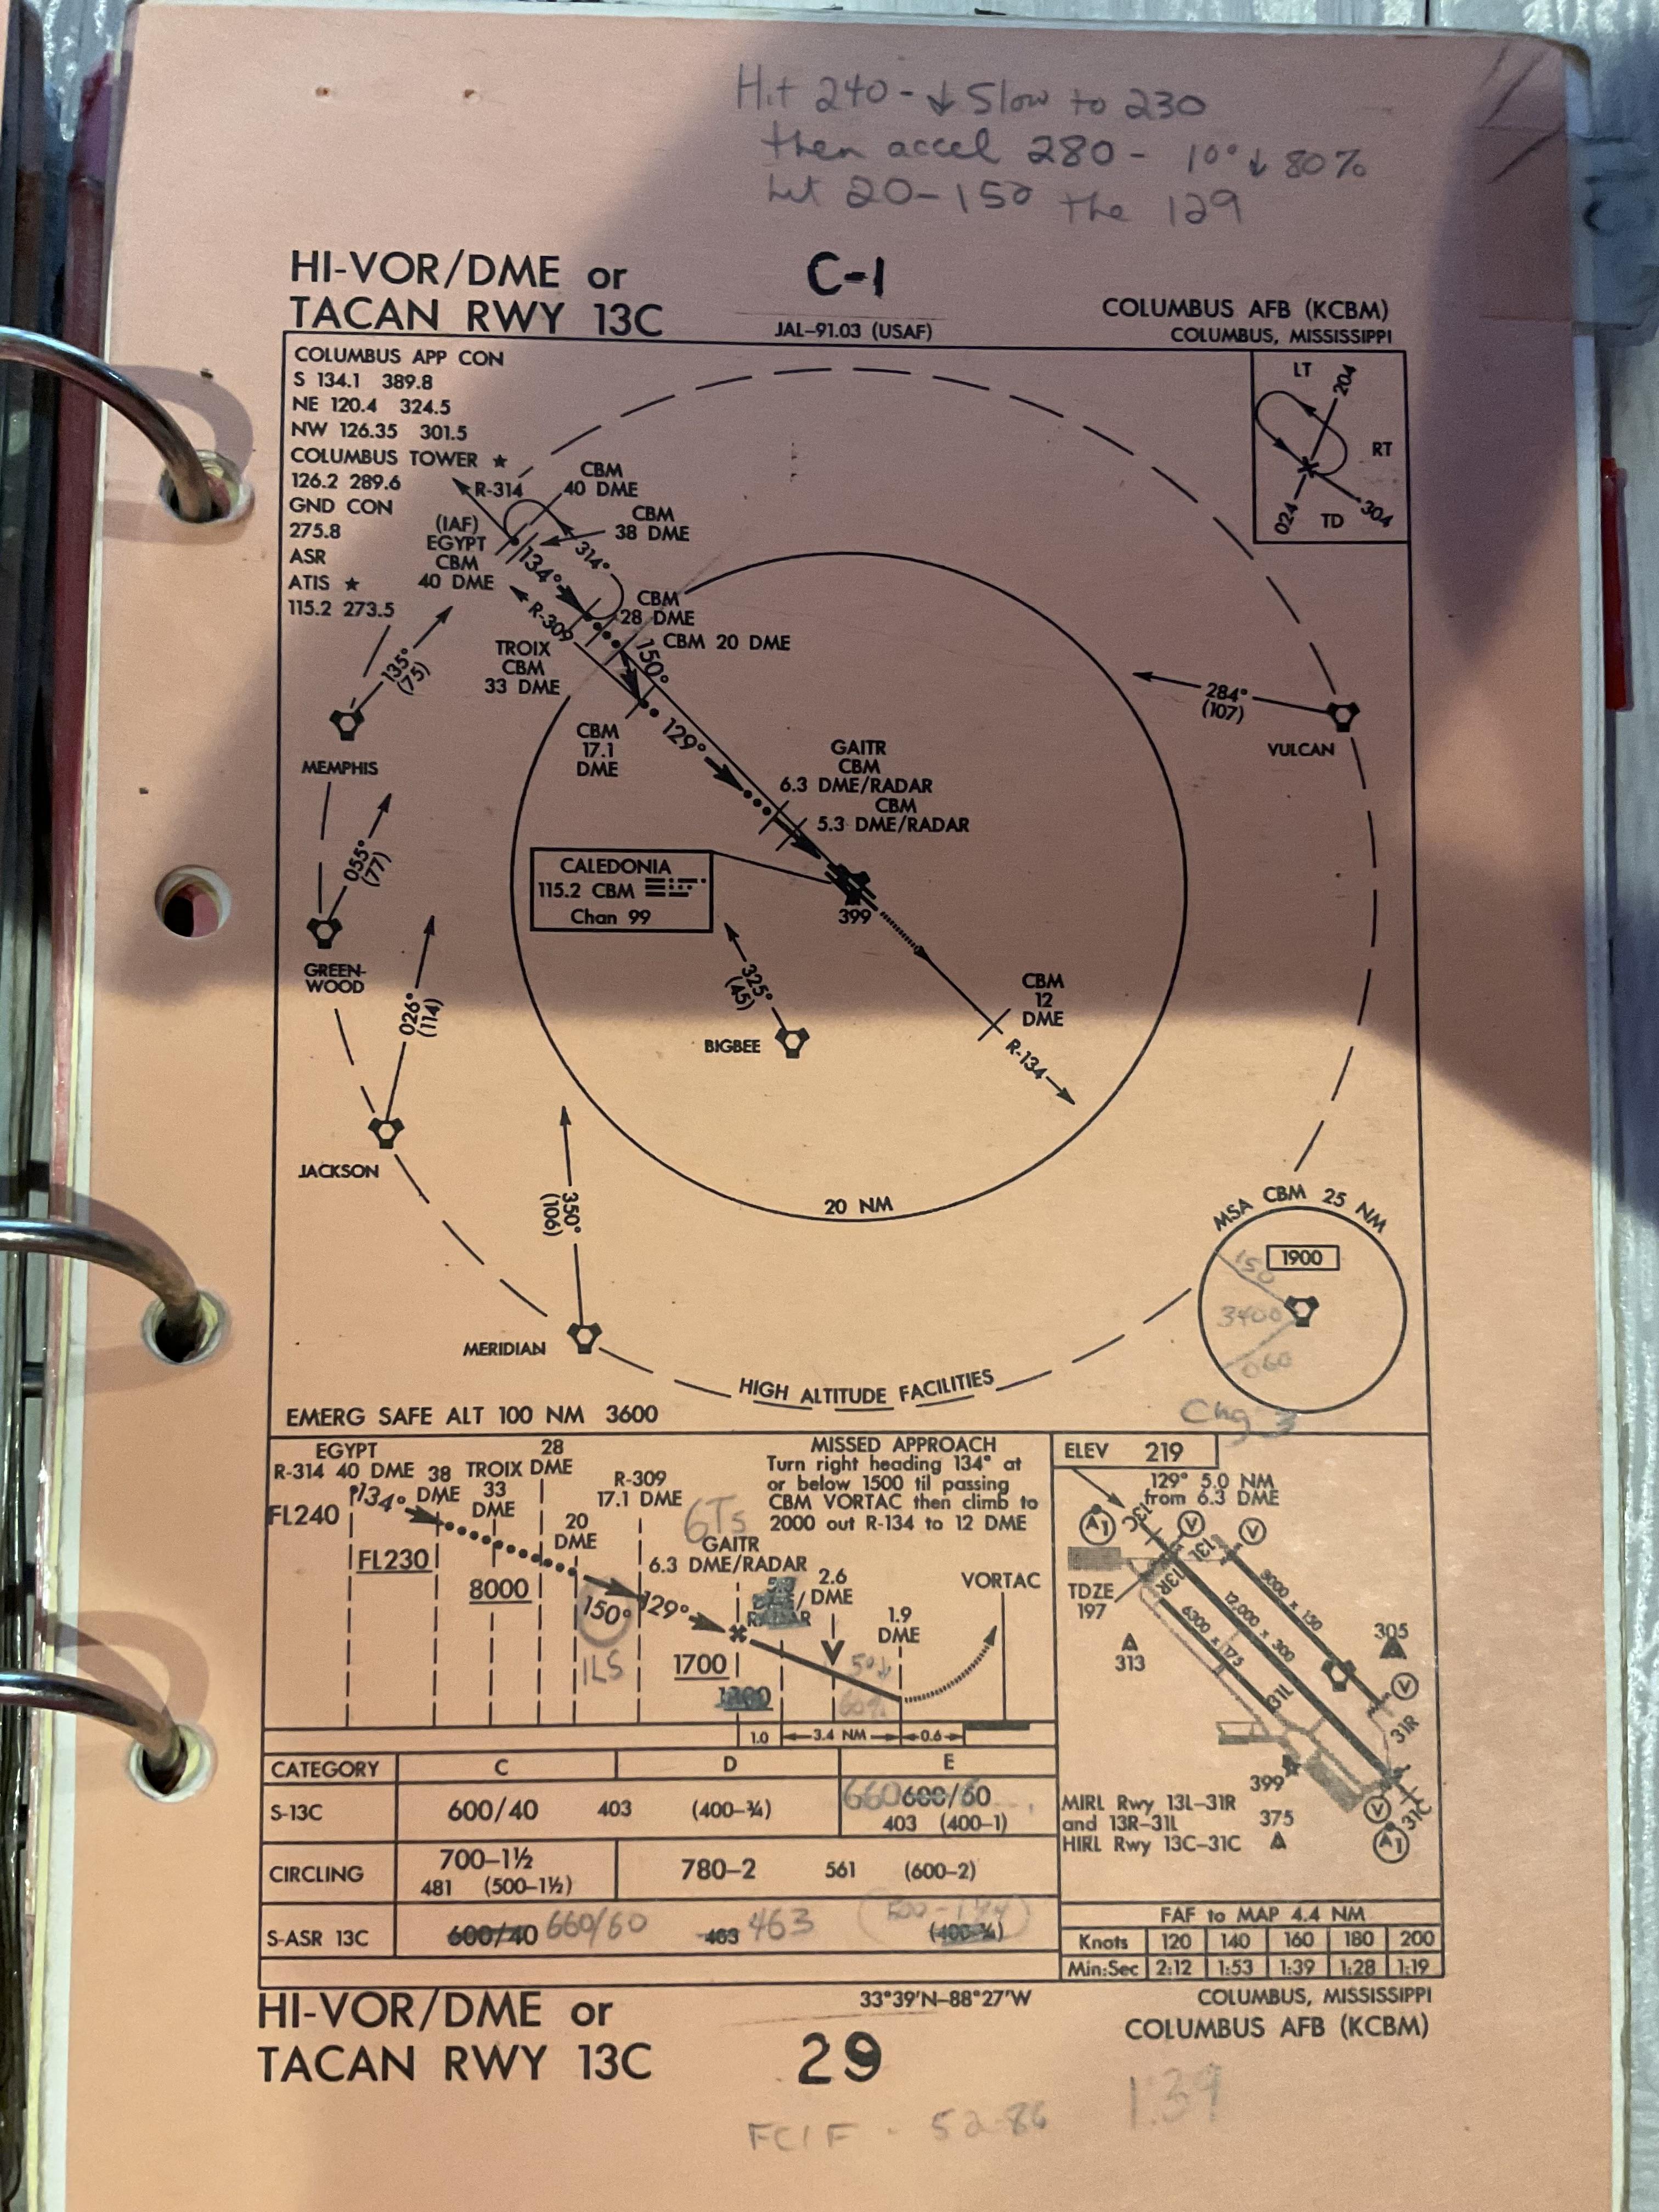 Hit 240 - ↓ Slow to 230
then accel 280 - 10° ↓ 80%
hit 20-150 the 129
HI-VOR/DME or
TACAN RWY 13C
C-1
JAL-91.03 (USAF)
COLUMBUS AFB (KCBM)
COLUMBUS, MISSISSIPPI
COLUMBUS APP CON
S 134.1 389.8
NE 120.4 324.5
NW 126.35 301.5
COLUMBUS TOWER ★
126.2 289.6
GND CON
275.8
ASR
ATIS ★
115.2 273.5
LT
204
RT
024
TD
304
R-314
CBM
40 DME
CBM
38 DME
(IAF)
EGYPT
CBM
40 DME
134°
314°
R-309
CBM
28 DME
CBM 20 DME
TROIX
CBM
33 DME
150°
CBM
17.1
DME
129°
135°
(75)
MEMPHIS
284°
(107)
VULCAN
GAITR
CBM
6.3 DME/RADAR
CBM
5.3 DME/RADAR
CALEDONIA
115.2 CBM
Chan 99
399
055°
(77)
GREEN-
WOOD
325°
(45)
BIGBEE
CBM
12
DME
R-134
026°
(114)
JACKSON
350°
(106)
MERIDIAN
20 NM
HIGH ALTITUDE FACILITIES
MSA CBM 25 NM
1900
150
3400
060
Chg 3
EMERG SAFE ALT 100 NM 3600
EGYPT
R-314 40 DME
38
DME
TROIX
33
DME
28
DME
20
DME
R-309
17.1 DME
FL240
134°
FL230
8000
150°
ILS
129°
6Ts
GAITR
6.3 DME/RADAR
RADAR
/DME
2.6
VORTAC
1.9
DME
1700
5°↓
60%
1.0
3.4 NM
0.6
MISSED APPROACH
Turn right heading 134° at
or below 1500 til passing
CBM VORTAC then climb to
2000 out R-134 to 12 DME
ELEV 219
129° 5.0 NM
from 6.3 DME
A1
V
V
13C
13L
13R
TDZE
197
8000 x 150
12,000 x 300
6300 x 175
313
305
V
31L
31R
399
375
V
31C
A1
MIRL Rwy 13L-31R
and 13R-31L
HIRL Rwy 13C-31C
CATEGORY C D E
S-13C 600/40 403 (400-¾) 660 600/60
403 (400-1)
CIRCLING 700-1½
481 (500-1½) 780-2 561 (600-2)
S-ASR 13C 600/40 660/60 403 463 (400-¾)
FAF to MAP 4.4 NM
Knots 120 140 160 180 200
Min:Sec 2:12 1:53 1:39 1:28 1:19
HI-VOR/DME or
TACAN RWY 13C
33°39'N-88°27'W
29
COLUMBUS, MISSISSIPPI
COLUMBUS AFB (KCBM)
1:39
FCIF - 52-86